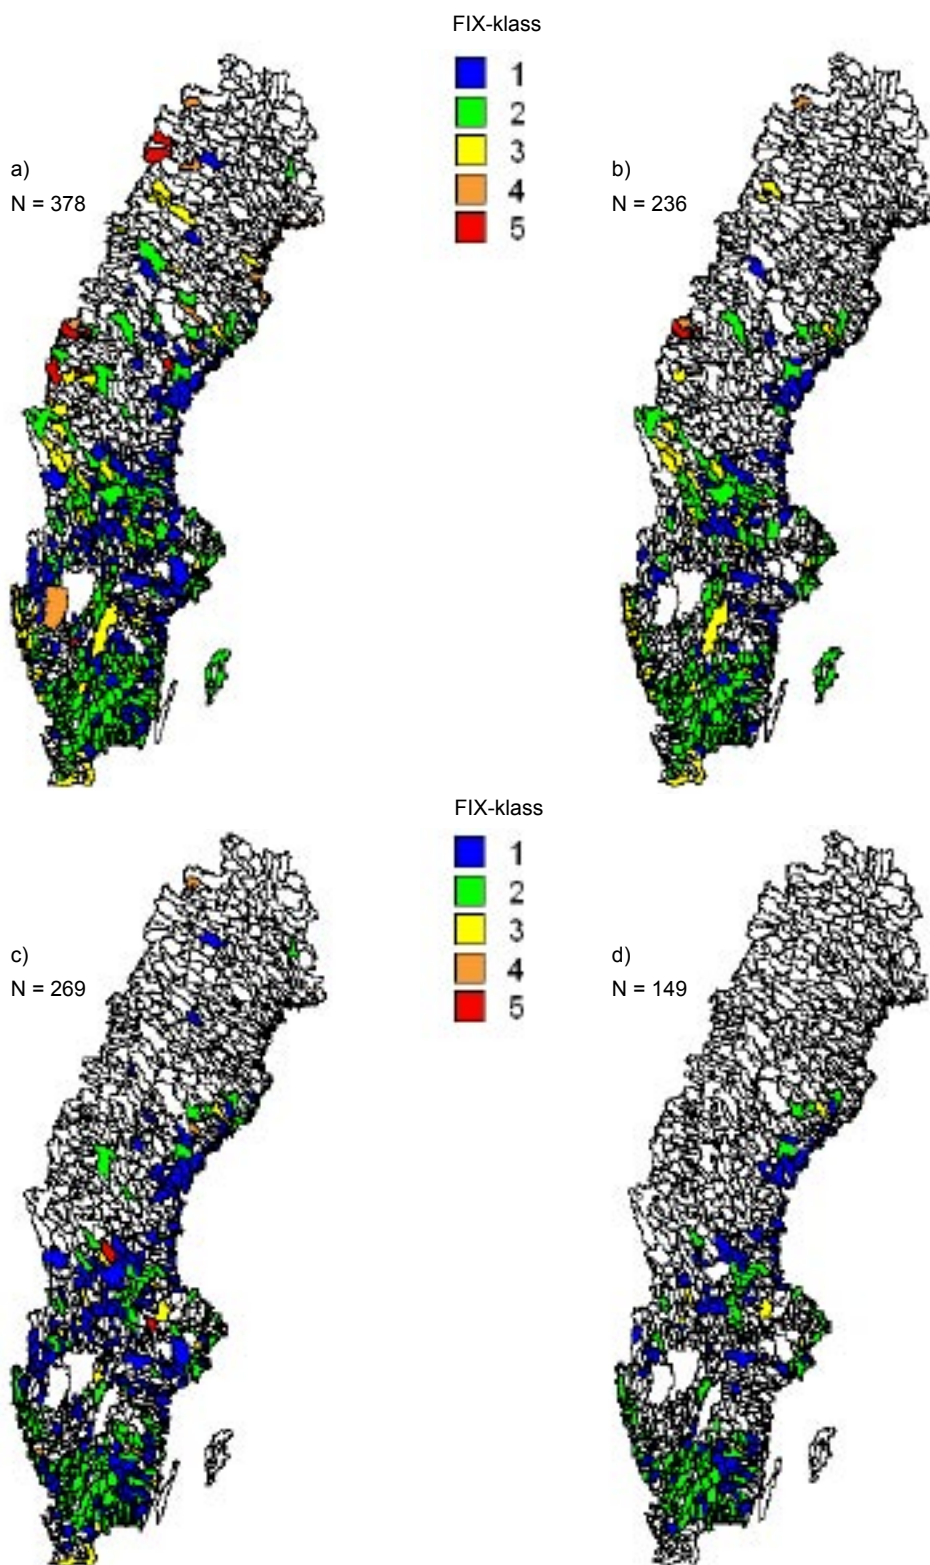 FIX-klass
1
2
3
4
5
a)
N = 378
b)
N = 236
FIX-klass
1
2
3
4
5
c)
N = 269
d)
N = 149